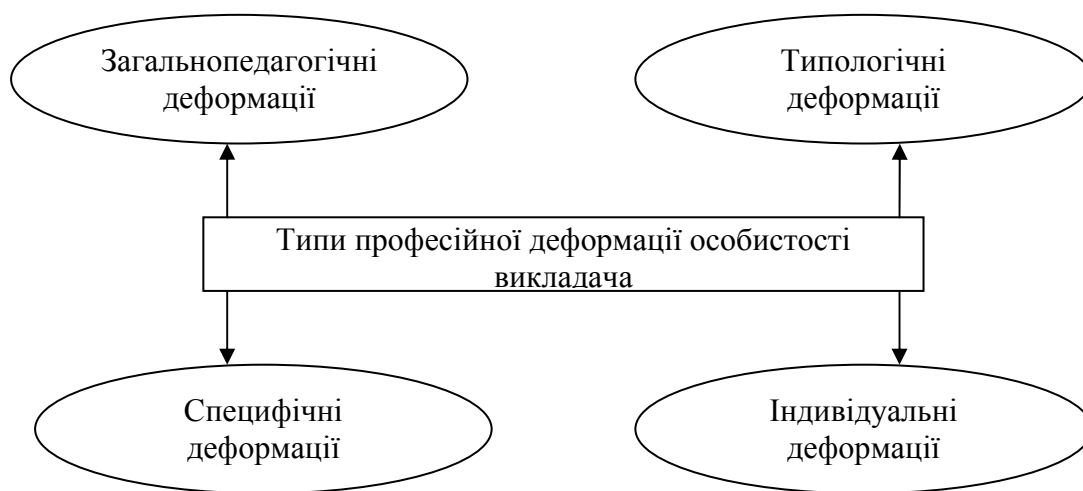 Загальнопедагогічні
деформації
Типологічні
деформації
Типи професійної деформації особистості
викладача
Специфічні
деформації
Індивідуальні
деформації